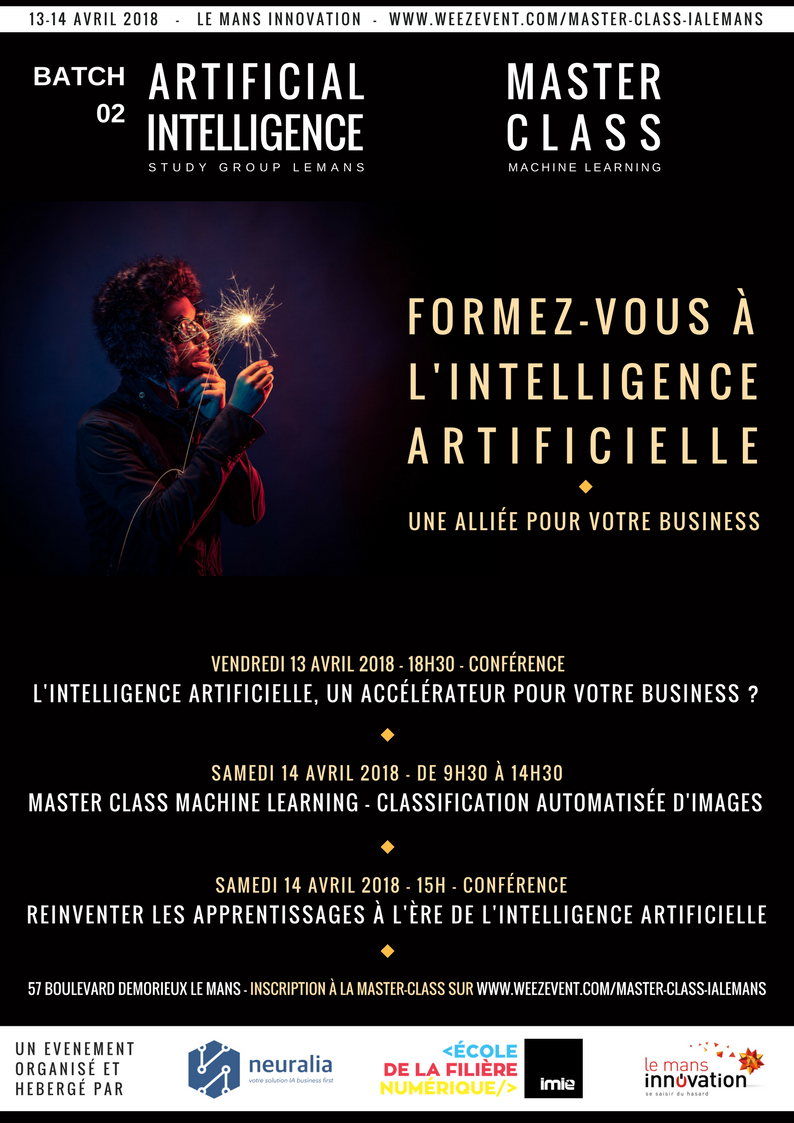 13-14 AVRIL 2018 - LE MANS INNOVATION - WWW.WEEZEVENT.COM/MASTER-CLASS-IALEMANS
BATCH
02
ARTIFICIAL
INTELLIGENCE
STUDY GROUP LEMANS
MASTER
CLASS
MACHINE LEARNING
FORMEZ-VOUS À
L'INTELLIGENCE
ARTIFICIELLE
UNE ALLIÉE POUR VOTRE BUSINESS
VENDREDI 13 AVRIL 2018 - 18H30 - CONFÉRENCE
L'INTELLIGENCE ARTIFICIELLE, UN ACCÉLÉRATEUR POUR VOTRE BUSINESS ?
SAMEDI 14 AVRIL 2018 - DE 9H30 À 14H30
MASTER CLASS MACHINE LEARNING - CLASSIFICATION AUTOMATISÉE D'IMAGES
SAMEDI 14 AVRIL 2018 - 15H - CONFÉRENCE
REINVENTER LES APPRENTISSAGES À L'ÈRE DE L'INTELLIGENCE ARTIFICIELLE
57 BOULEVARD DEMORIEUX LE MANS - INSCRIPTION À LA MASTER-CLASS SUR WWW.WEEZEVENT.COM/MASTER-CLASS-IALEMANS
UN EVENEMENT
ORGANISÉ ET
HEBERGÉ PAR
neuralia
votre solution IA business first
<ÉCOLE
DE LA FILIÈRE
NUMÉRIQUE/>
imie
le mans
innovation
se saisir du hasard